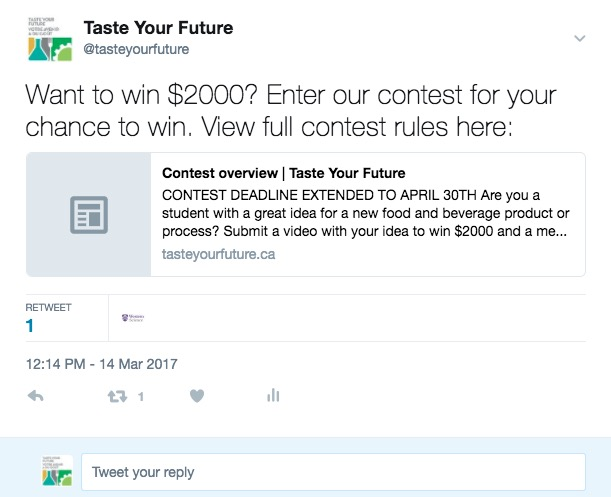 Taste Your Future
@tasteyourfuture
Want to win $2000? Enter our contest for your
chance to win. View full contest rules here:
Contest overview | Taste Your Future
CONTEST DEADLINE EXTENDED TO APRIL 30TH Are you a
student with a great idea for a new food and beverage product or
process? Submit a video with your idea to win $2000 and a me...
tasteyourfuture.ca
RETWEET
1
Western
Science
12:14 PM - 14 Mar 2017
1
Tweet your reply